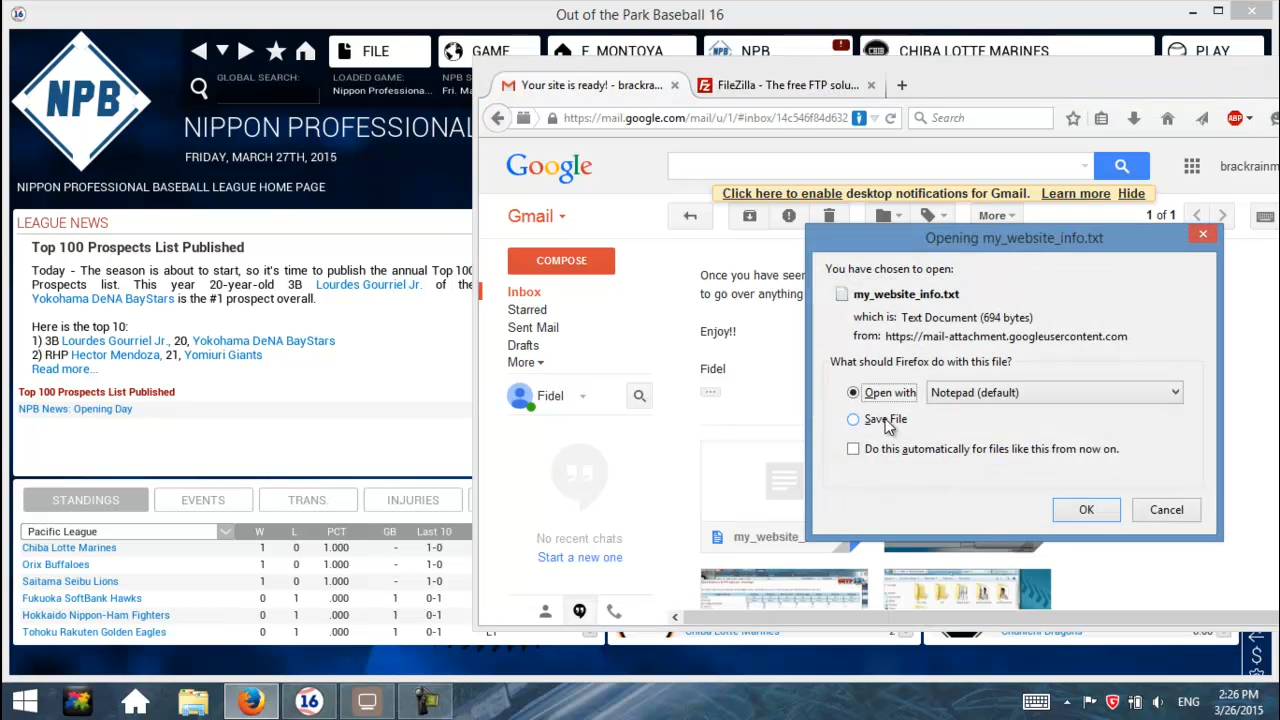 16
Out of the Park Baseball 16
NPB
FILE
GAME
F. MONTOYA
NPB
!
CHIBA LOTTE MARINES
PLAY
GLOBAL SEARCH:
LOADED GAME:
Nippon Professiona...
NPB S
Fri. Ma
NIPPON PROFESSIONAL
FRIDAY, MARCH 27TH, 2015
NIPPON PROFESSIONAL BASEBALL LEAGUE HOME PAGE
LEAGUE NEWS
Top 100 Prospects List Published
Today - The season is about to start, so it's time to publish the annual Top 100
Prospects list. This year 20-year-old 3B Lourdes Gourriel Jr. of the
Yokohama DeNA BayStars is the #1 prospect overall.
Here is the top 10:
1) 3B Lourdes Gourriel Jr., 20, Yokohama DeNA BayStars
2) RHP Hector Mendoza, 21, Yomiuri Giants
Read more...
Top 100 Prospects List Published
NPB News: Opening Day
STANDINGS
EVENTS
TRANS.
INJURIES
Pacific League W L PCT GB Last 10
Chiba Lotte Marines 1 0 1.000 - 1-0
Orix Buffaloes 1 0 1.000 - 1-0
Saitama Seibu Lions 1 0 1.000 - 1-0
Fukuoka SoftBank Hawks 0 1 .000 - 0-1
Hokkaido Nippon-Ham Fighters 0 1 .000 - 0-1
Tohoku Rakuten Golden Eagles 0 1 .000 - 0-1
Your site is ready! - brackra...
FileZilla - The free FTP solu...
https://mail.google.com/mail/u/1/#inbox/14c546f84d632
Search
ABP
Google
brackrainm
Click here to enable desktop notifications for Gmail. Learn more Hide
Gmail
More
1 of 1
COMPOSE
Inbox
Starred
Sent Mail
Drafts
More
Fidel
No recent chats
Start a new one
Once you have seen
to go over anything
Enjoy!!
Fidel
...
my_website_
Opening my_website_info.txt
You have chosen to open:
my_website_info.txt
which is: Text Document (694 bytes)
from: https://mail-attachment.googleusercontent.com
What should Firefox do with this file?
Open with
Notepad (default)
Save File
Do this automatically for files like this from now on.
OK
Cancel
$
16
ENG
2:26 PM
3/26/2015